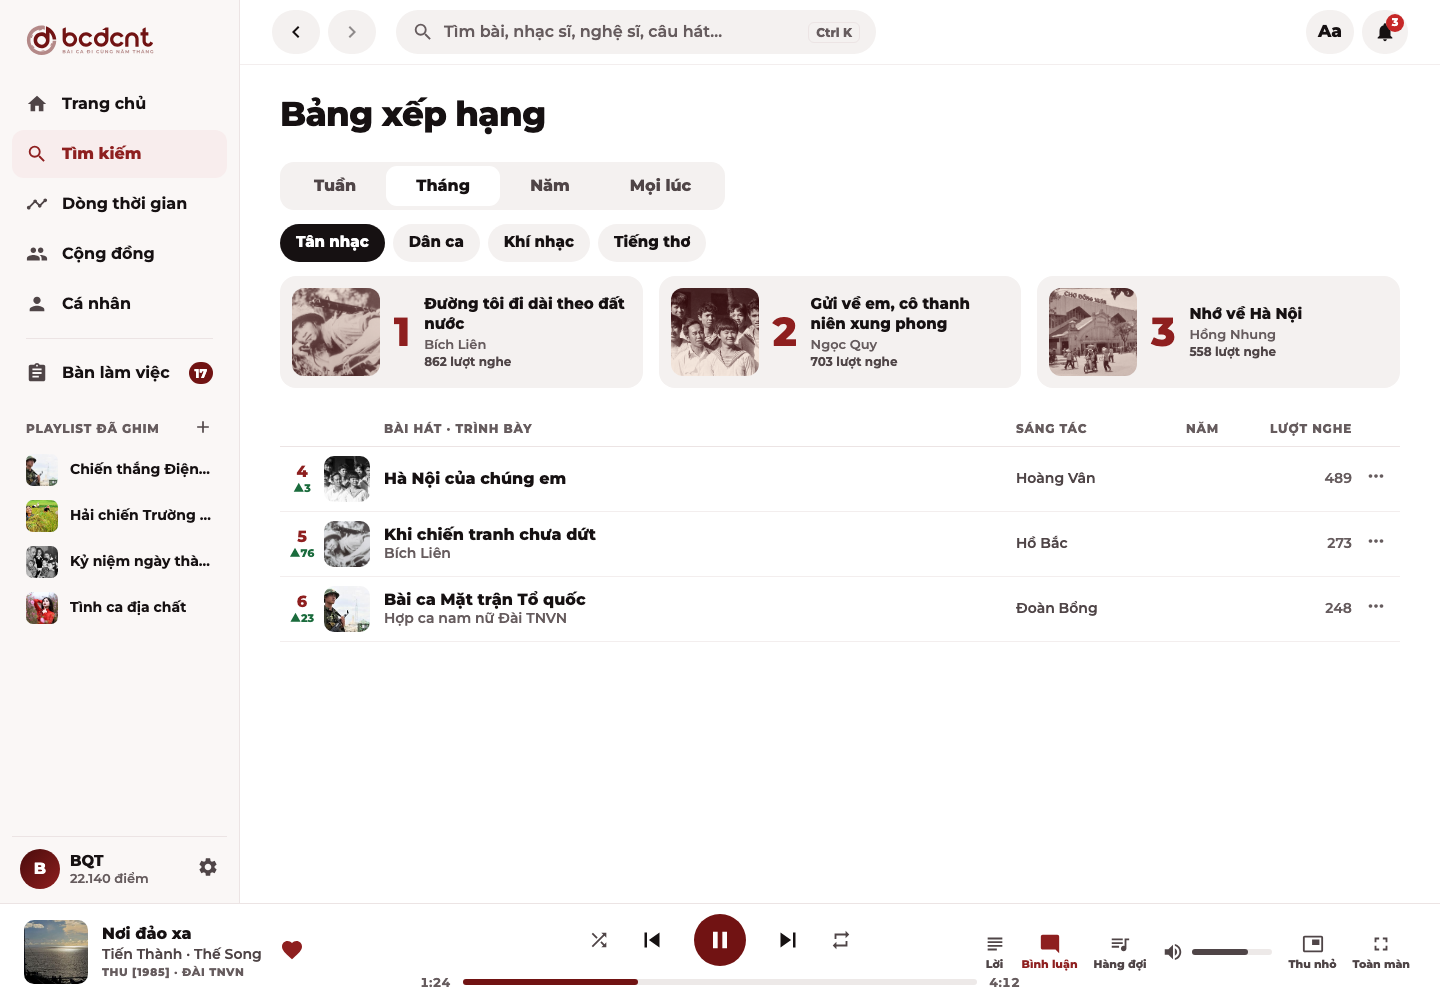 bcdcnt
BÀI CA ĐI CÙNG NĂM THÁNG
Trang chủ
Tìm kiếm
Dòng thời gian
Cộng đồng
Cá nhân
Bàn làm việc 17
PLAYLIST ĐÃ GHIM
Chiến thắng Điện...
Hải chiến Trường ...
Kỷ niệm ngày thà...
Tình ca địa chất
B
BQT
22.140 điểm
Tìm bài, nhạc sĩ, nghệ sĩ, câu hát... Ctrl K
Aa
3
Bảng xếp hạng
Tuần Tháng Năm Mọi lúc
Tân nhạc Dân ca Khí nhạc Tiếng thơ
1
Đường tôi đi dài theo đất
nước
Bích Liên
862 lượt nghe
2
Gửi về em, cô thanh
niên xung phong
Ngọc Quy
703 lượt nghe
CHỢ ĐỒNG XUÂN
3
Nhớ về Hà Nội
Hồng Nhung
558 lượt nghe
BÀI HÁT · TRÌNH BÀY SÁNG TÁC NĂM LƯỢT NGHE
4
▲3
Hà Nội của chúng em
Hoàng Vân
489
5
▲76
Khi chiến tranh chưa dứt
Bích Liên
Hồ Bắc
273
6
▲23
Bài ca Mặt trận Tổ quốc
Hợp ca nam nữ Đài TNVN
Đoàn Bổng
248
Nơi đảo xa
Tiến Thành · Thế Song
THU [1985] · ĐÀI TNVN
1:24
4:12
Lời
Bình luận
Hàng đợi
Thu nhỏ
Toàn màn